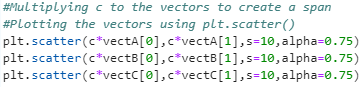 #Multiplying c to the vectors to create a span
#Plotting the vectors using plt.scatter()
plt.scatter(c*vectA[0],c*vectA[1],s=10,alpha=0.75)
plt.scatter(c*vectB[0],c*vectB[1],s=10,alpha=0.75)
plt.scatter(c*vectC[0],c*vectC[1],s=10,alpha=0.75)